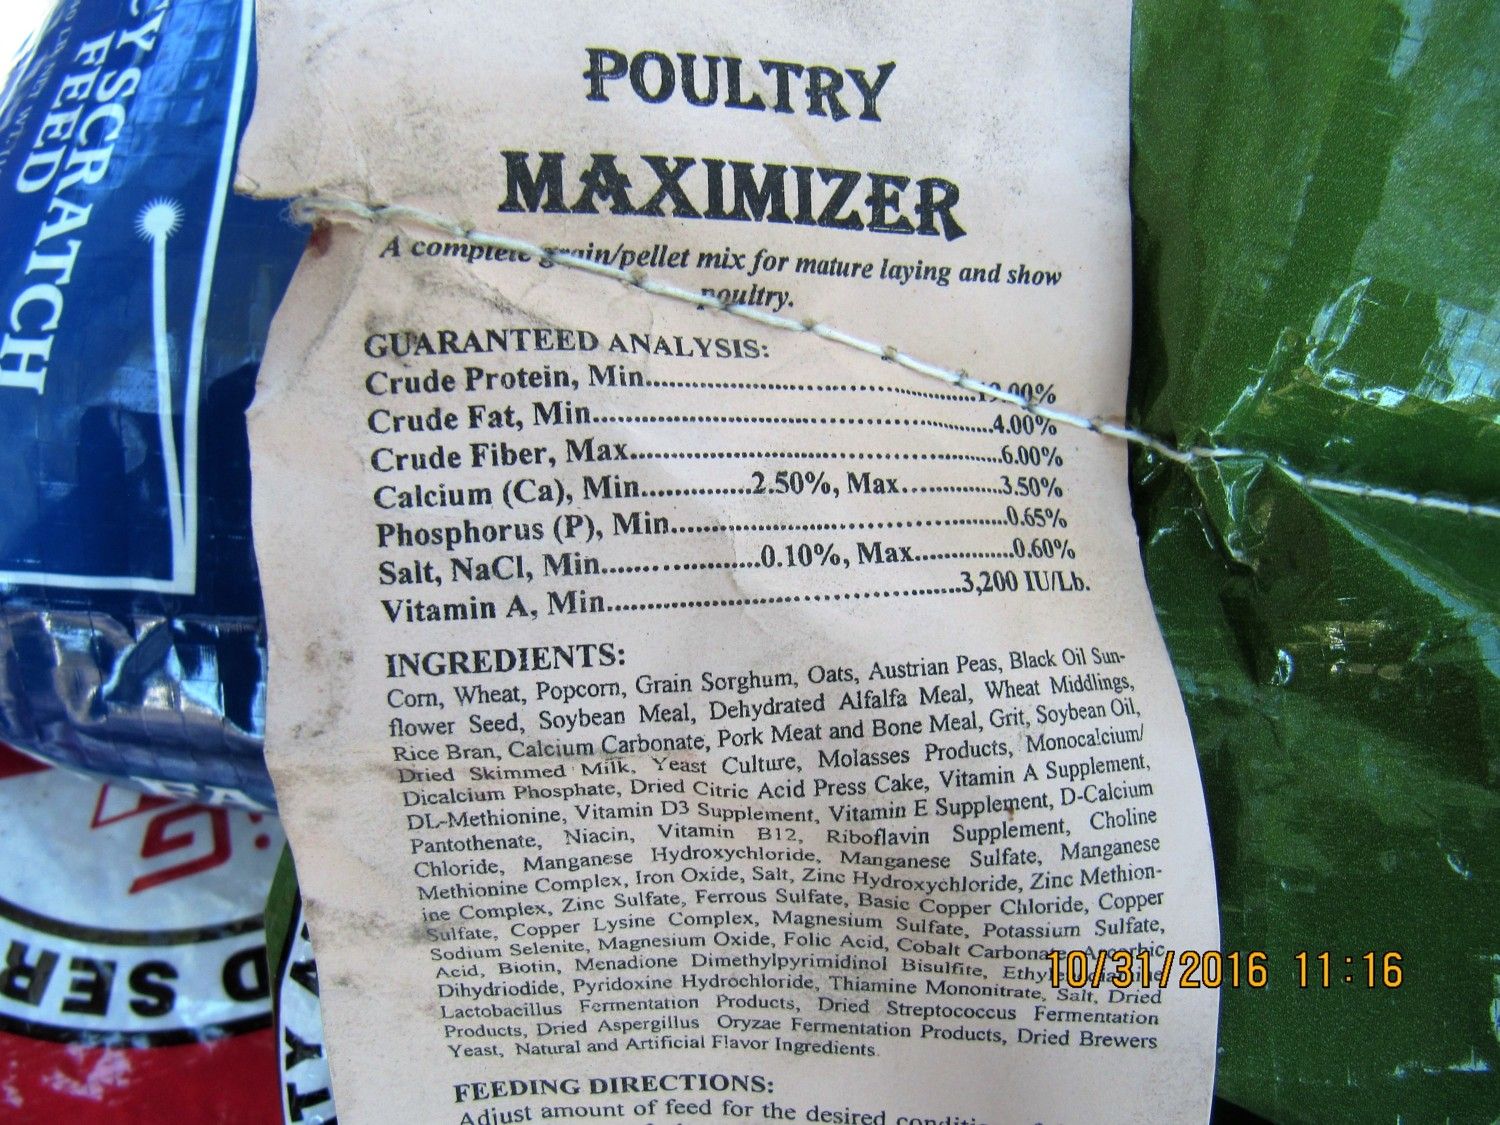 POULTRY
MAXIMIZER
A complete grain/pellet mix for mature laying and show
poultry.
GUARANTEED ANALYSIS:
Crude Protein, Min..............................................
Crude Fat, Min..............................................4.00%
Crude Fiber, Max..............................................6.00%
Calcium (Ca), Min...............2.50%, Max...............3.50%
Phosphorus (P), Min..............................................0.65%
Salt, NaCl, Min.....................0.10%, Max...............0.60%
Vitamin A, Min..............................................3,200 IU/Lb.
INGREDIENTS:
Corn, Wheat, Popcorn, Grain Sorghum, Oats, Austrian Peas, Black Oil Sun-
flower Seed, Soybean Meal, Dehydrated Alfalfa Meal, Wheat Middlings,
Rice Bran, Calcium Carbonate, Pork Meat and Bone Meal, Grit, Soybean Oil,
Dried Skimmed Milk, Yeast Culture, Molasses Products, Monocalcium/
Dicalcium Phosphate, Dried Citric Acid Press Cake, Vitamin A Supplement,
DL-Methionine, Vitamin D3 Supplement, Vitamin E Supplement, D-Calcium
Pantothenate, Niacin, Vitamin B12, Riboflavin Supplement, Choline
Chloride, Manganese Hydroxychloride, Manganese Sulfate, Manganese
Methionine Complex, Iron Oxide, Salt, Zinc Hydroxychloride, Zinc Methion-
ine Complex, Zinc Sulfate, Ferrous Sulfate, Basic Copper Chloride, Copper
Sulfate, Copper Lysine Complex, Magnesium Sulfate, Potassium Sulfate,
Sodium Selenite, Magnesium Oxide, Folic Acid, Cobalt Carbonate, Ascorbic
Acid, Biotin, Menadione Dimethylpyrimidinol Bisulfite,
Dihydriodide, Pyridoxine Hydrochloride, Thiamine Mononitrate, Salt, Dried
Lactobacillus Fermentation Products, Dried Streptococcus Fermentation
Products, Dried Aspergillus Oryzae Fermentation Products, Dried Brewers
Yeast, Natural and Artificial Flavor Ingredients.
FEEDING DIRECTIONS:
Adjust amount of feed for the desired
SCRATCH
FEED
D SER
10/31/2016 11:16